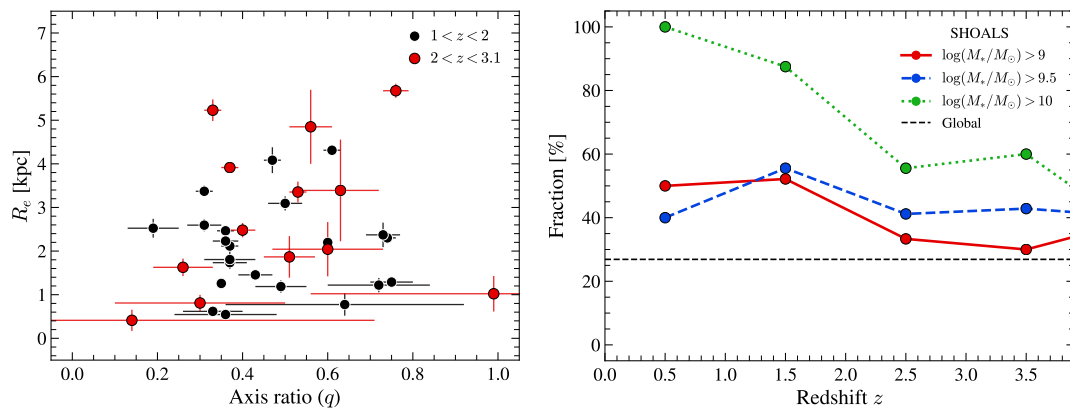 7
6
5
4
3
2
1
0
R_e [kpc]
1 < z < 2
2 < z < 3.1
0.0 0.2 0.4 0.6 0.8 1.0
Axis ratio (q)
100
80
60
40
20
0
Fraction [%]
SHOALS
log(M_*/M_⊙) > 9
log(M_*/M_⊙) > 9.5
log(M_*/M_⊙) > 10
Global
0.0 0.5 1.0 1.5 2.0 2.5 3.0 3.5
Redshift z